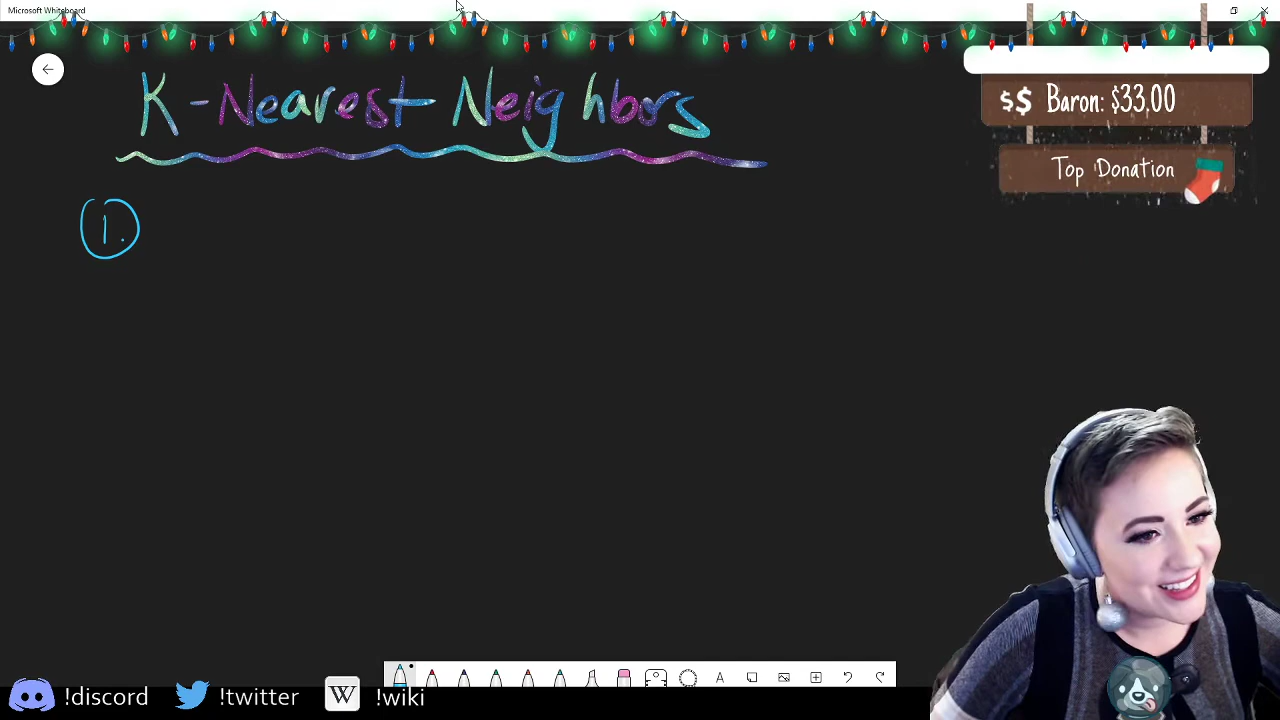 Microsoft Whiteboard
K-Nearest Neighbors
$$ Baron: $33.00
Top Donation
1.
A
!discord
!twitter
W !wiki